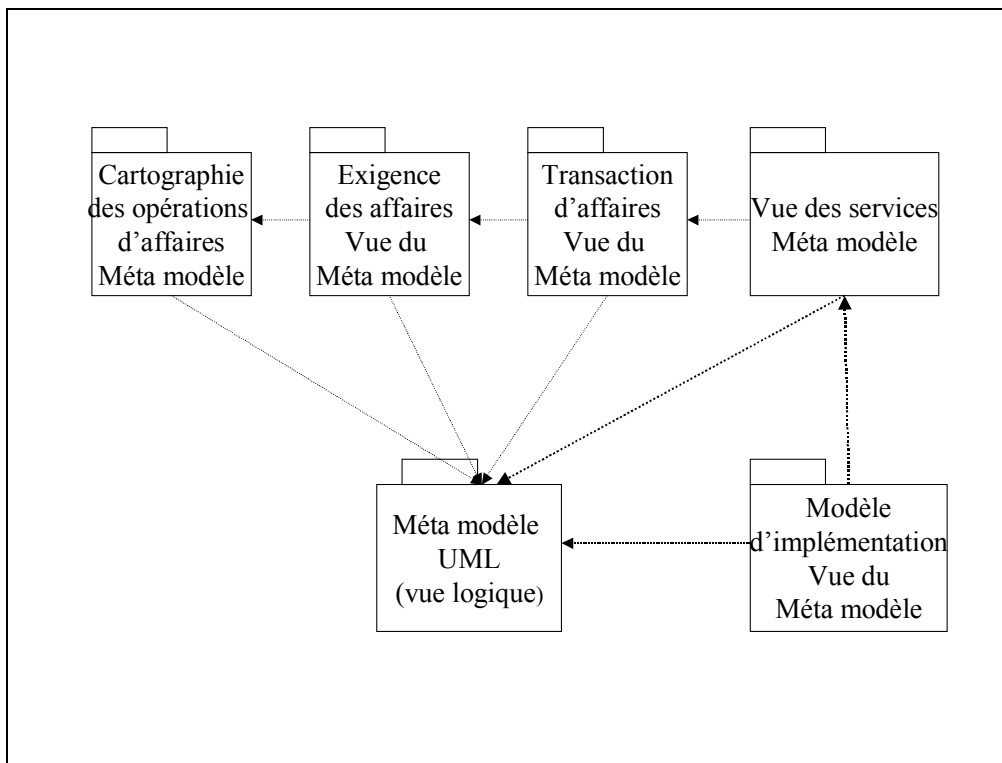 Cartographie
des opérations
d’affaires
Méta modèle
Exigence
des affaires
Vue du
Méta modèle
Transaction
d’affaires
Vue du
Méta modèle
Vue des services
Méta modèle
Méta modèle
UML
(vue logique)
Modèle
d’implémentation
Vue du
Méta modèle